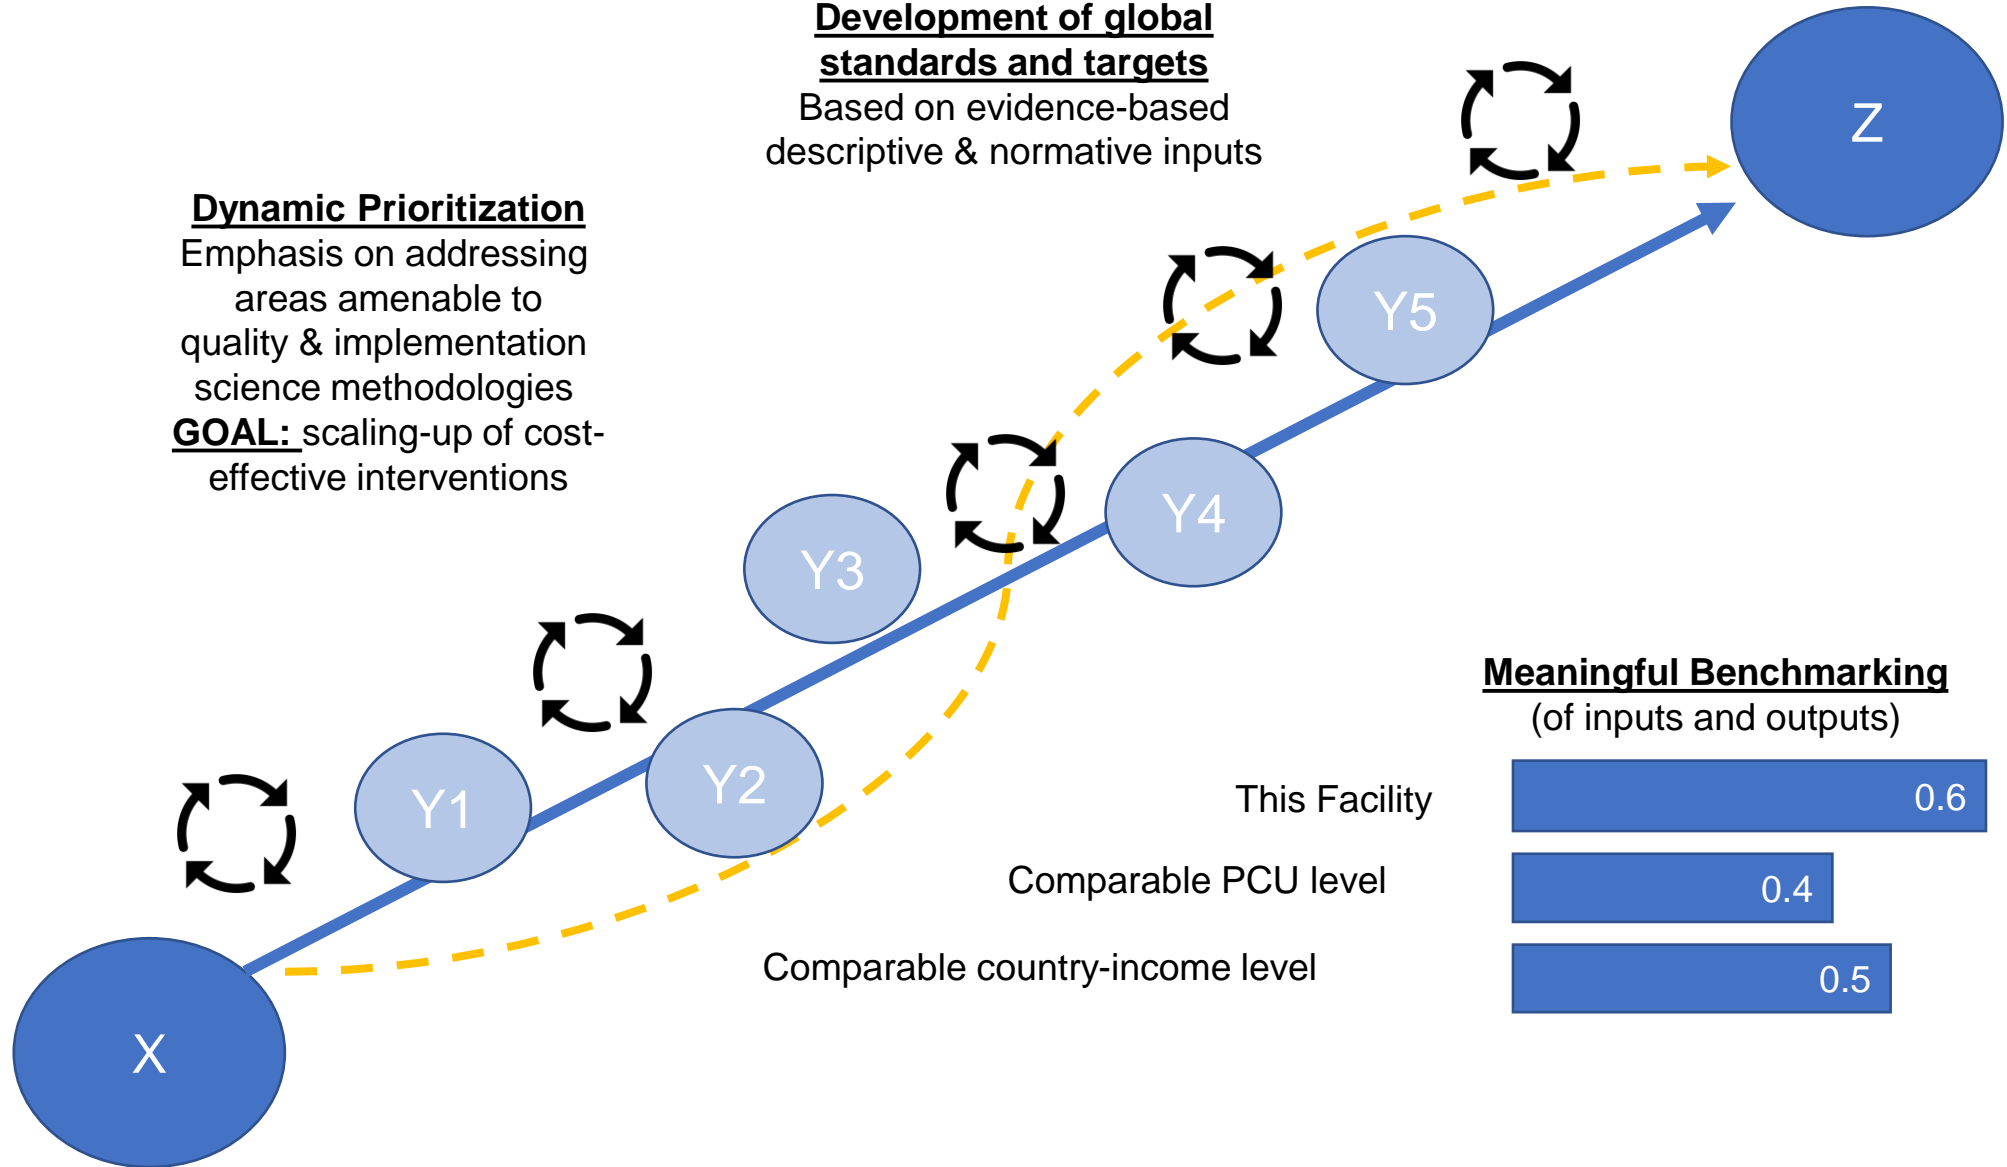 Development of global
standards and targets
Based on evidence-based
descriptive & normative inputs
Z
Dynamic Prioritization
Emphasis on addressing
areas amenable to
quality & implementation
science methodologies
GOAL: scaling-up of cost-
effective interventions
Y5
Y4
Y3
Y2
Y1
X
Meaningful Benchmarking
(of inputs and outputs)
This Facility
0.6
Comparable PCU level
0.4
Comparable country-income level
0.5